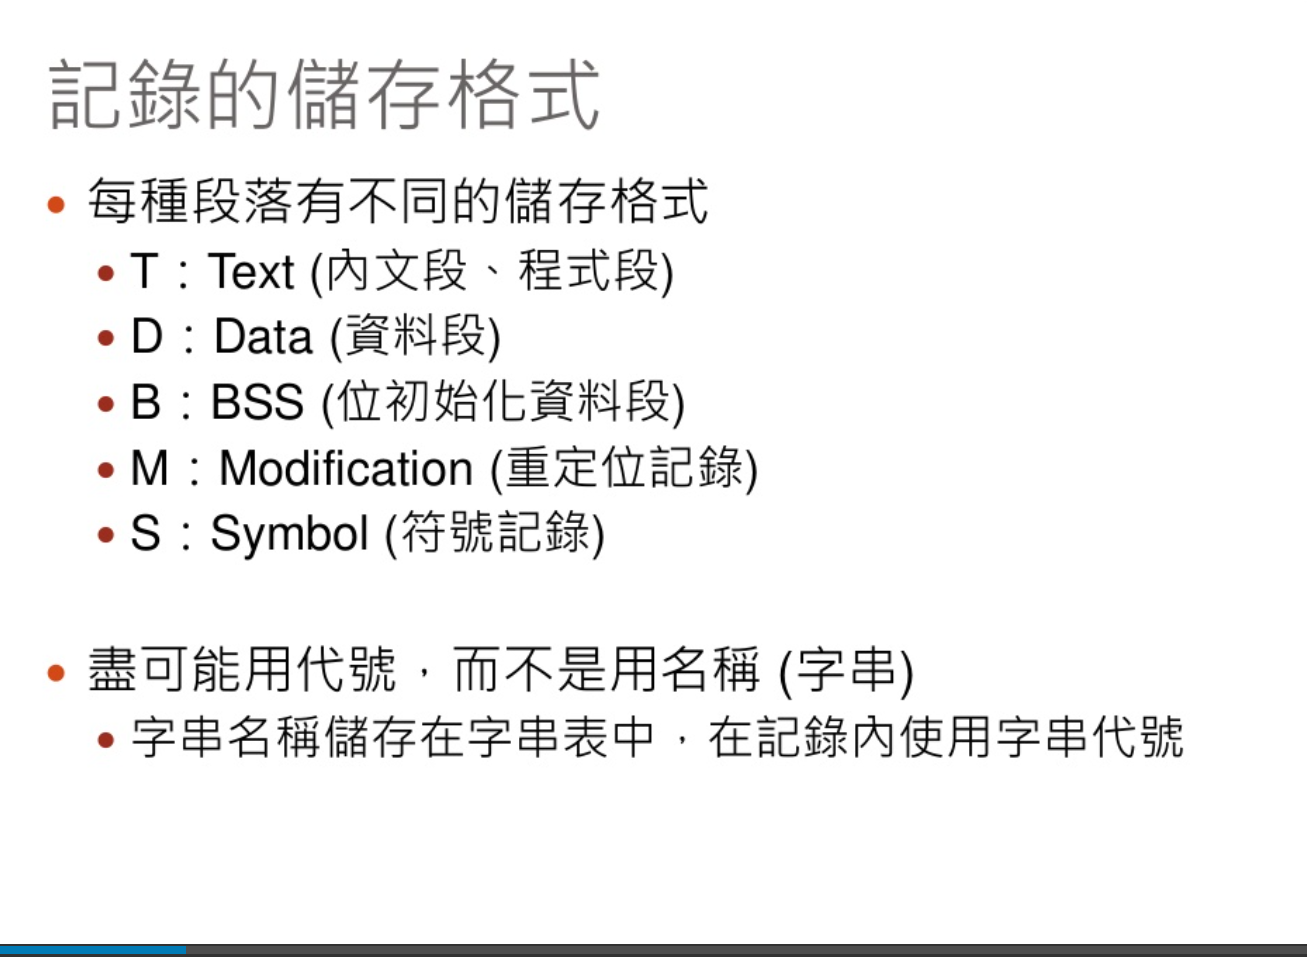 記錄的儲存格式
每種段落有不同的儲存格式
T：Text (內文段、程式段)
D：Data (資料段)
B：BSS (位初始化資料段)
M：Modification (重定位記錄)
S：Symbol (符號記錄)
盡可能用代號，而不是用名稱 (字串)
字串名稱儲存在字串表中，在記錄內使用字串代號